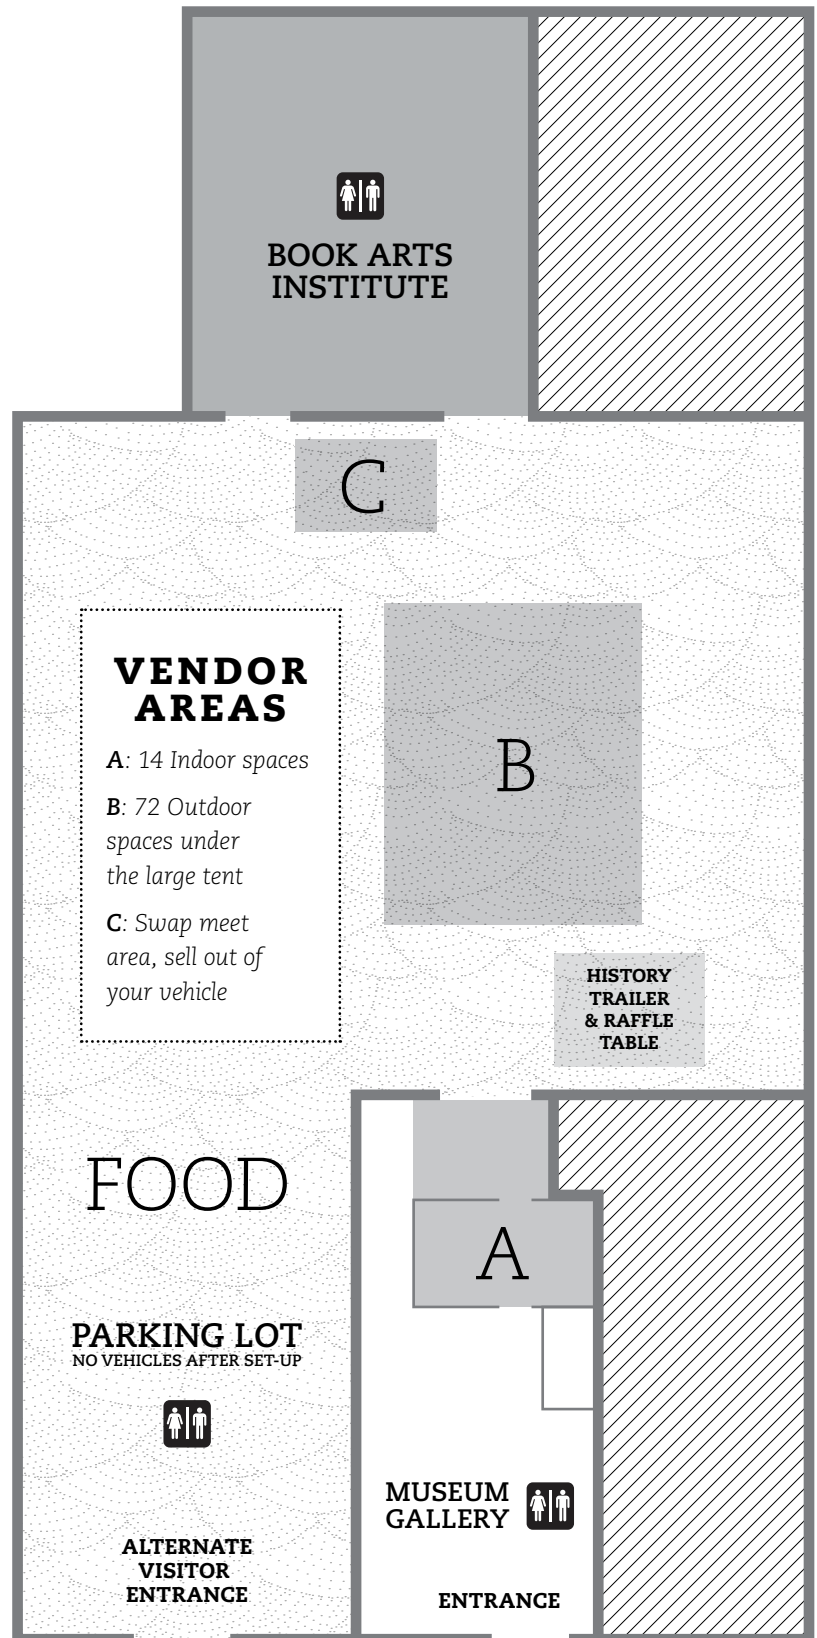 BOOK ARTS
INSTITUTE
C
VENDOR
AREAS
A: 14 Indoor spaces
B: 72 Outdoor
spaces under
the large tent
C: Swap meet
area, sell out of
your vehicle
B
HISTORY
TRAILER
& RAFFLE
TABLE
FOOD
A
PARKING LOT
NO VEHICLES AFTER SET-UP
MUSEUM
GALLERY
ALTERNATE
VISITOR
ENTRANCE
ENTRANCE